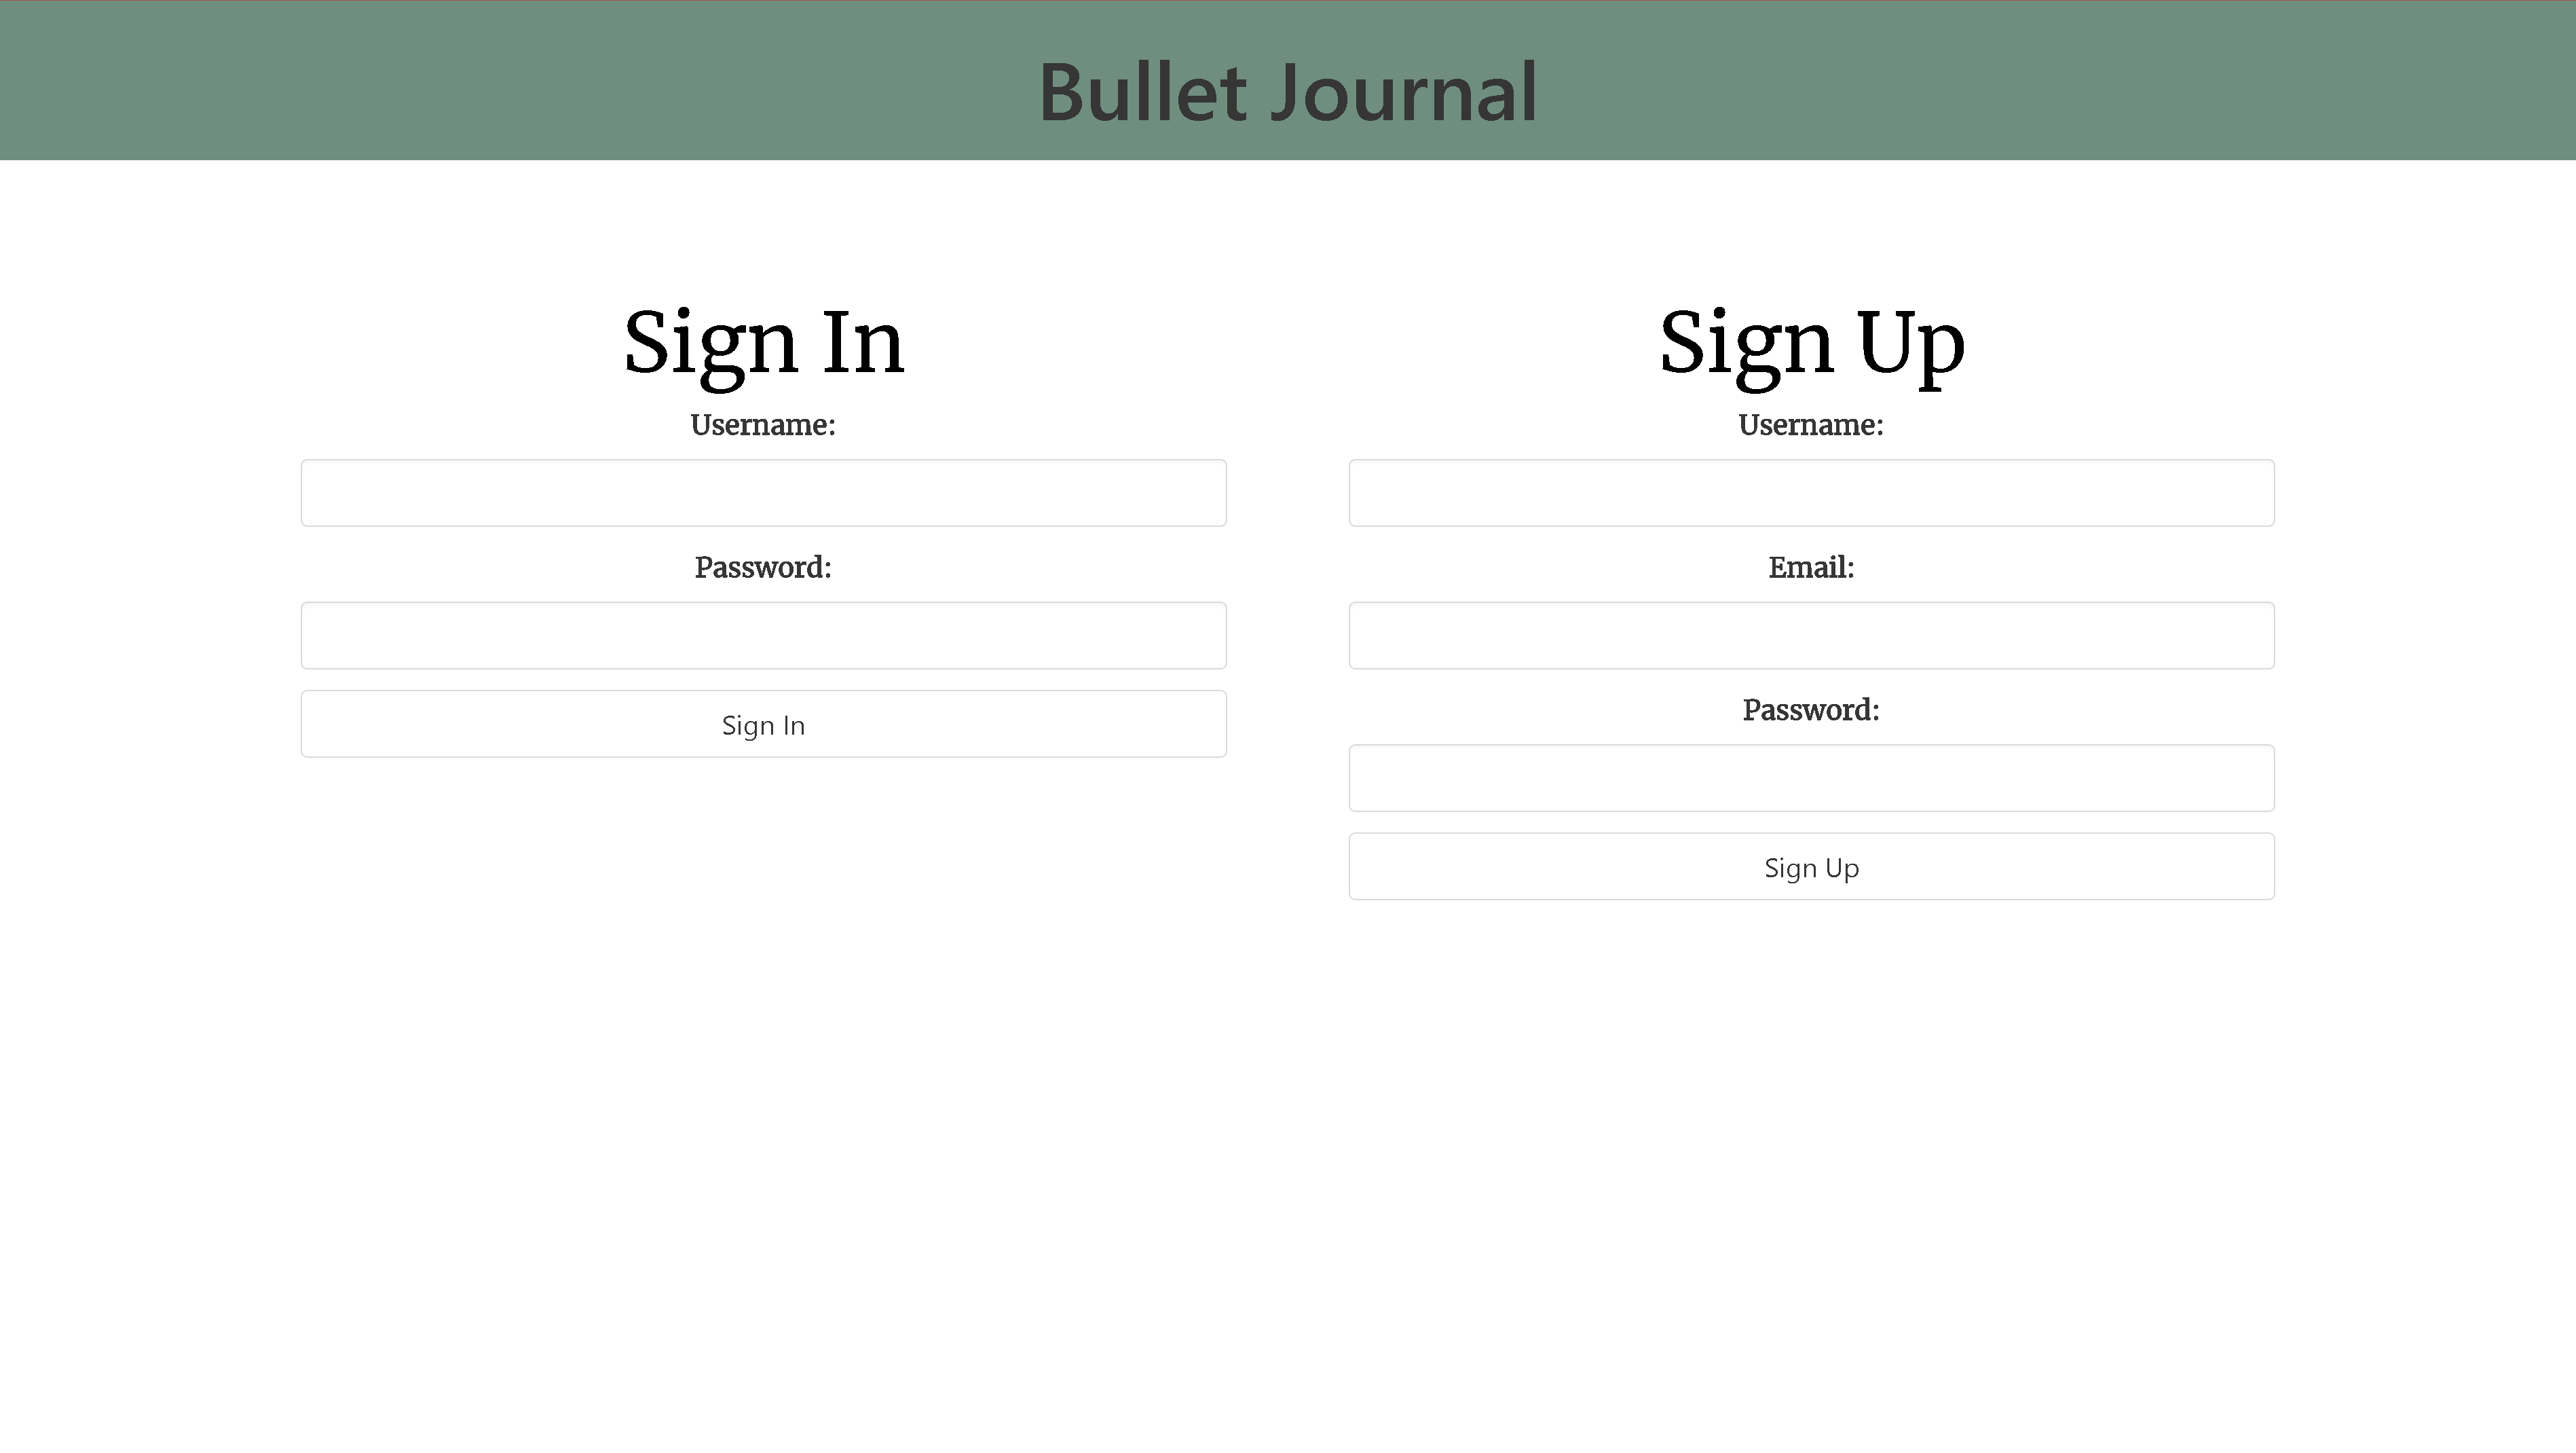 Bullet Journal
Sign In
Username:
Password:
Sign In
Sign Up
Username:
Email:
Password:
Sign Up